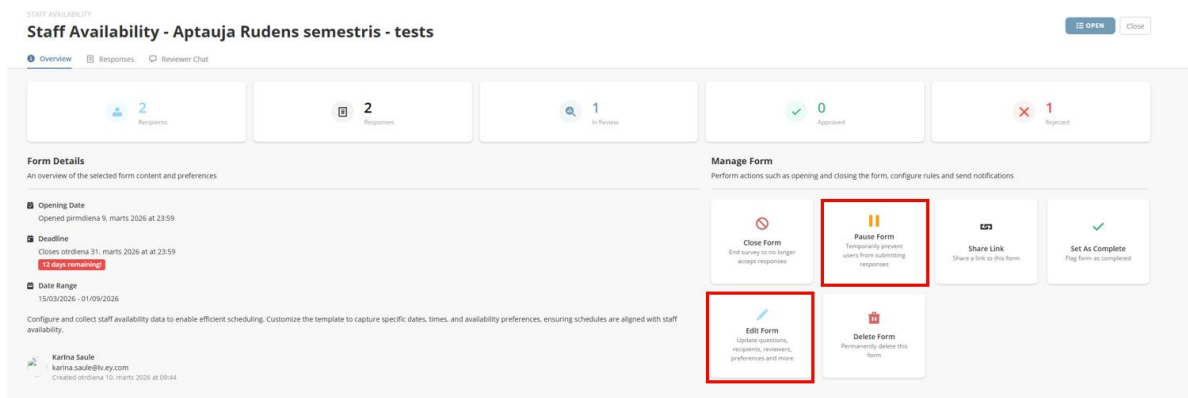 STAFF AVAILABILITY
Staff Availability - Aptauja Rudens semestris - tests
OPEN
Close
Overview
Responses
Reviewer Chat
2
Recipients
2
Responses
1
In Review
0
Approved
1
Rejected
Form Details
An overview of the selected form content and preferences
Opening Date
Opened pirmdiena 9. marts 2026 at 23:59
Deadline
Closes otrdiena 31. marts 2026 at at 23:59
12 days remaining!
Date Range
15/03/2026 - 01/09/2026
Configure and collect staff availability data to enable efficient scheduling. Customize the template to capture specific dates, times, and availability preferences, ensuring schedules are aligned with staff
availability.
Karīna Saule
karina.saule@lv.ey.com
Created otrdiena 10. marts 2026 at 09:44
Manage Form
Perform actions such as opening and closing the form, configure rules and send notifications
Close Form
End survey to no longer
accept responses
Pause Form
Temporarily prevent
users from submitting
responses
Share Link
Share a link to this form
Set As Complete
Flag form as completed
Edit Form
Update questions,
recipients, reviewers,
preferences and more
Delete Form
Permanently delete this
form